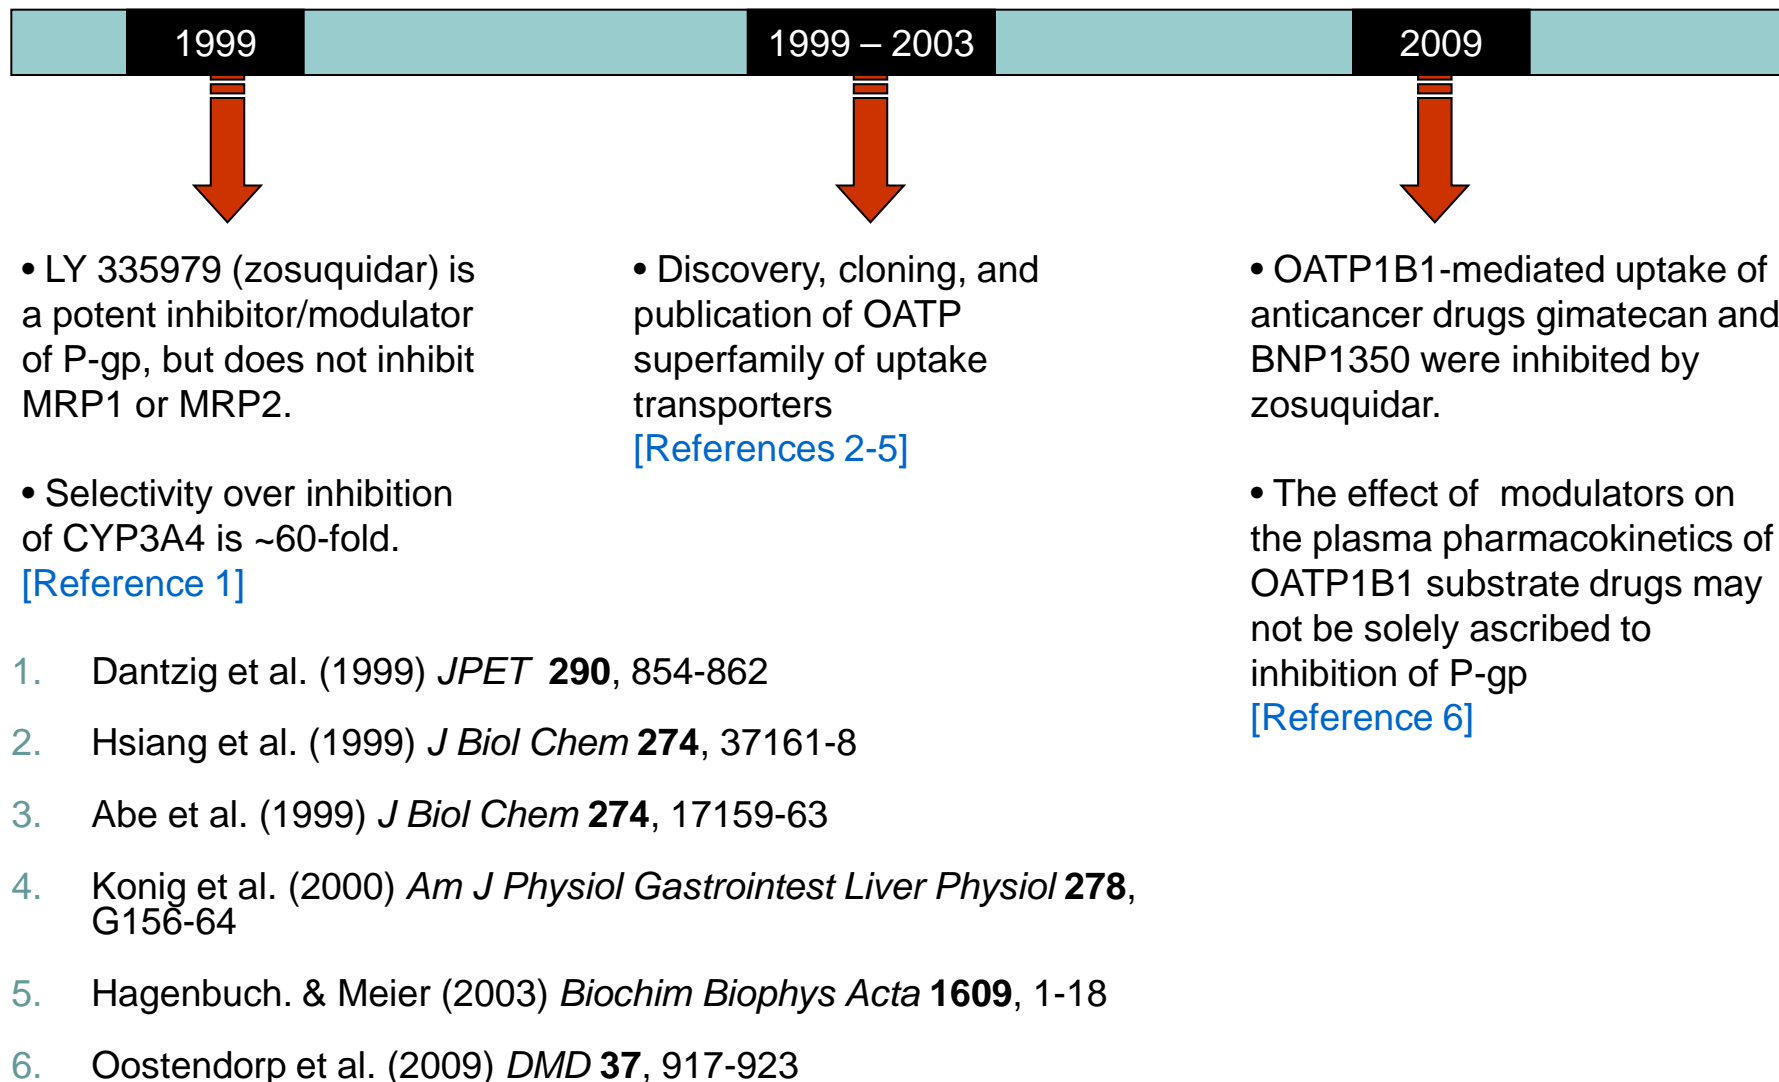 1999
1999 – 2003
2009
• LY 335979 (zosuquidar) is
a potent inhibitor/modulator
of P-gp, but does not inhibit
MRP1 or MRP2.
• Selectivity over inhibition
of CYP3A4 is ~60-fold.
[Reference 1]
• Discovery, cloning, and
publication of OATP
superfamily of uptake
transporters
[References 2-5]
• OATP1B1-mediated uptake of
anticancer drugs gimatecan and
BNP1350 were inhibited by
zosuquidar.
• The effect of  modulators on
the plasma pharmacokinetics of
OATP1B1 substrate drugs may
not be solely ascribed to
inhibition of P-gp
[Reference 6]
1. Dantzig et al. (1999) JPET 290, 854-862
2. Hsiang et al. (1999) J Biol Chem 274, 37161-8
3. Abe et al. (1999) J Biol Chem 274, 17159-63
4. Konig et al. (2000) Am J Physiol Gastrointest Liver Physiol 278,
G156-64
5. Hagenbuch. & Meier (2003) Biochim Biophys Acta 1609, 1-18
6. Oostendorp et al. (2009) DMD 37, 917-923